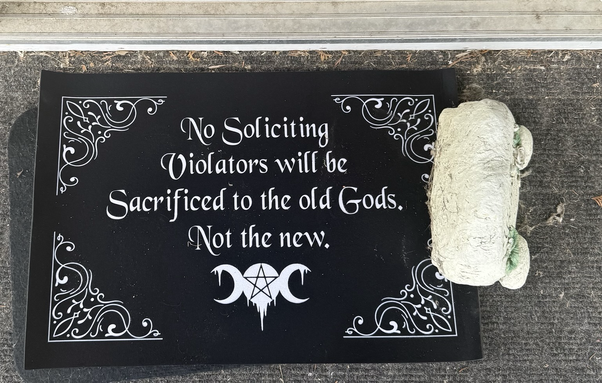 No Soliciting
Violators will be
Sacrificed to the old Gods.
Not the new.